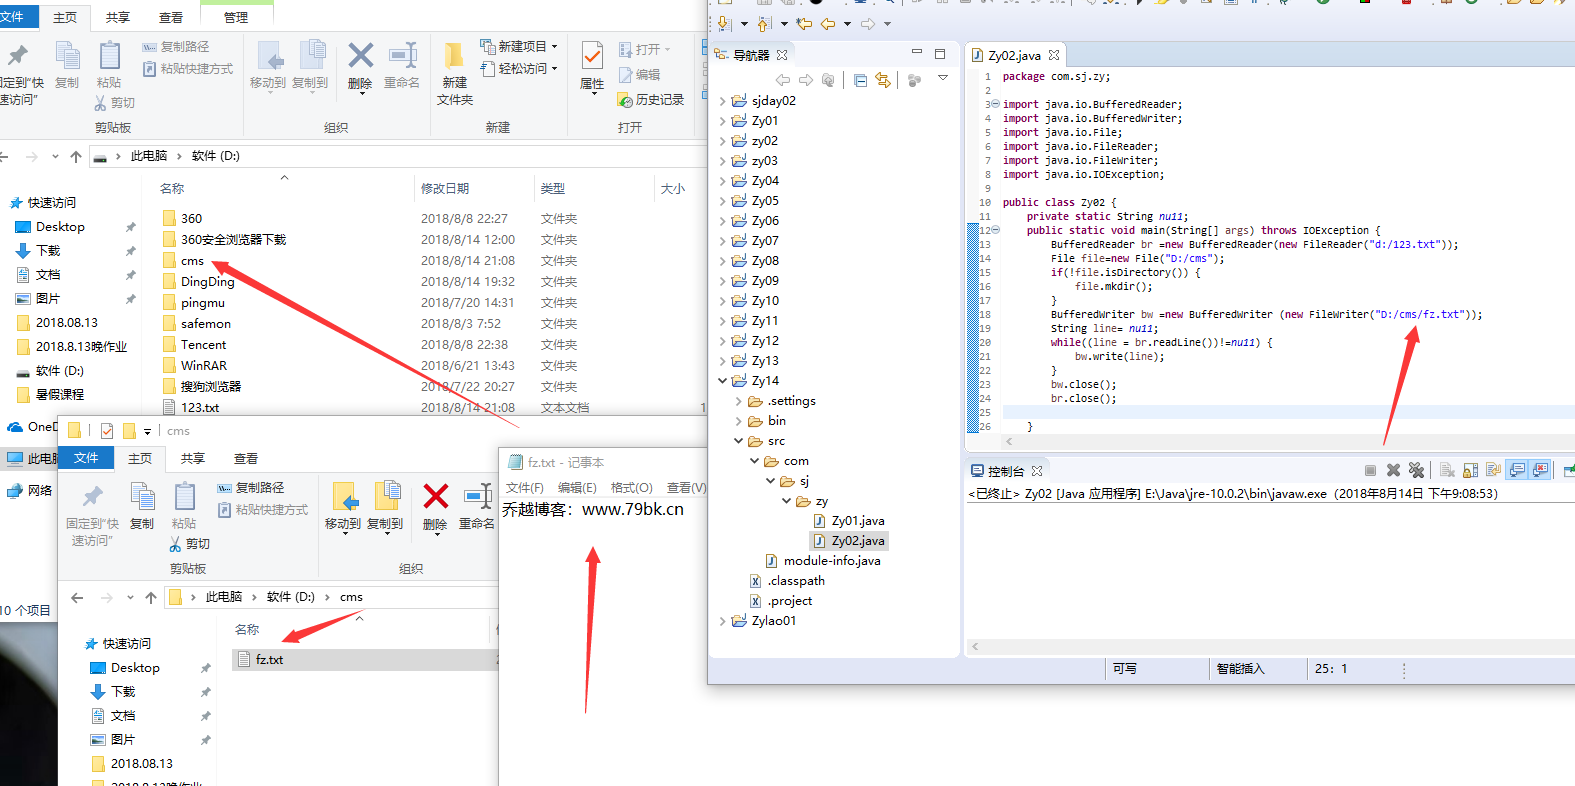 文件 主页 共享 查看 管理
固定到"快速访问" 复制 粘贴 复制路径 粘贴快捷方式 剪切
移动到 复制到 删除 重命名
新建文件夹 新建项目 轻松访问
属性 打开 编辑 历史记录
剪贴板 组织 新建 打开
此电脑 软件 (D:)
名称 修改日期 类型 大小
快速访问
Desktop
下载
文档
图片
2018.08.13
2018.8.13晚作业
软件 (D:)
暑假课程
此电脑
网络
10 个项目
360 2018/8/8 22:27 文件夹
360安全浏览器下载 2018/8/14 12:00 文件夹
cms 2018/8/14 21:08 文件夹
DingDing 2018/8/14 19:32 文件夹
pingmu 2018/7/20 14:31 文件夹
safemon 2018/8/3 7:52 文件夹
Tencent 2018/8/8 22:38 文件夹
WinRAR 2018/6/21 13:43 文件夹
搜狗浏览器 2018/7/22 20:27 文件夹
123.txt 2018/8/14 21:08 文本文档 1
cms
文件 主页 共享 查看
固定到"快速访问" 复制 粘贴 复制路径 粘贴快捷方式 剪切
移动到 复制到 删除 重命名
剪贴板 组织
此电脑 软件 (D:) cms
名称
快速访问
Desktop
下载
文档
图片
2018.08.13
fz.txt
fz.txt - 记事本
文件(F) 编辑(E) 格式(O) 查看(V)
乔越博客：www.79bk.cn
导航器
sjday02
Zy01
zy02
zy03
Zy04
Zy05
Zy06
Zy07
Zy08
Zy09
Zy10
Zy11
Zy12
Zy13
Zy14
.settings
bin
src
com
sj
zy
Zy01.java
Zy02.java
module-info.java
.classpath
.project
Zylao01
Zy02.java
1 package com.sj.zy;
2
3 import java.io.BufferedReader;
4 import java.io.BufferedWriter;
5 import java.io.File;
6 import java.io.FileReader;
7 import java.io.FileWriter;
8 import java.io.IOException;
9
10 public class Zy02 {
11 private static String nu11;
12 public static void main(String[] args) throws IOException {
13 BufferedReader br =new BufferedReader(new FileReader("d:/123.txt"));
14 File file=new File("D:/cms");
15 if(!file.isDirectory()) {
16 file.mkdir();
17 }
18 BufferedWriter bw =new BufferedWriter (new FileWriter("D:/cms/fz.txt"));
19 String line= nu11;
20 while((line = br.readLine())!=nu11) {
21 bw.write(line);
22 }
23 bw.close();
24 br.close();
25
26 }
控制台
<已终止> Zy02 [Java 应用程序] E:\Java\jre-10.0.2\bin\javaw.exe（2018年8月14日 下午9:08:53）
可写 智能插入 25: 1